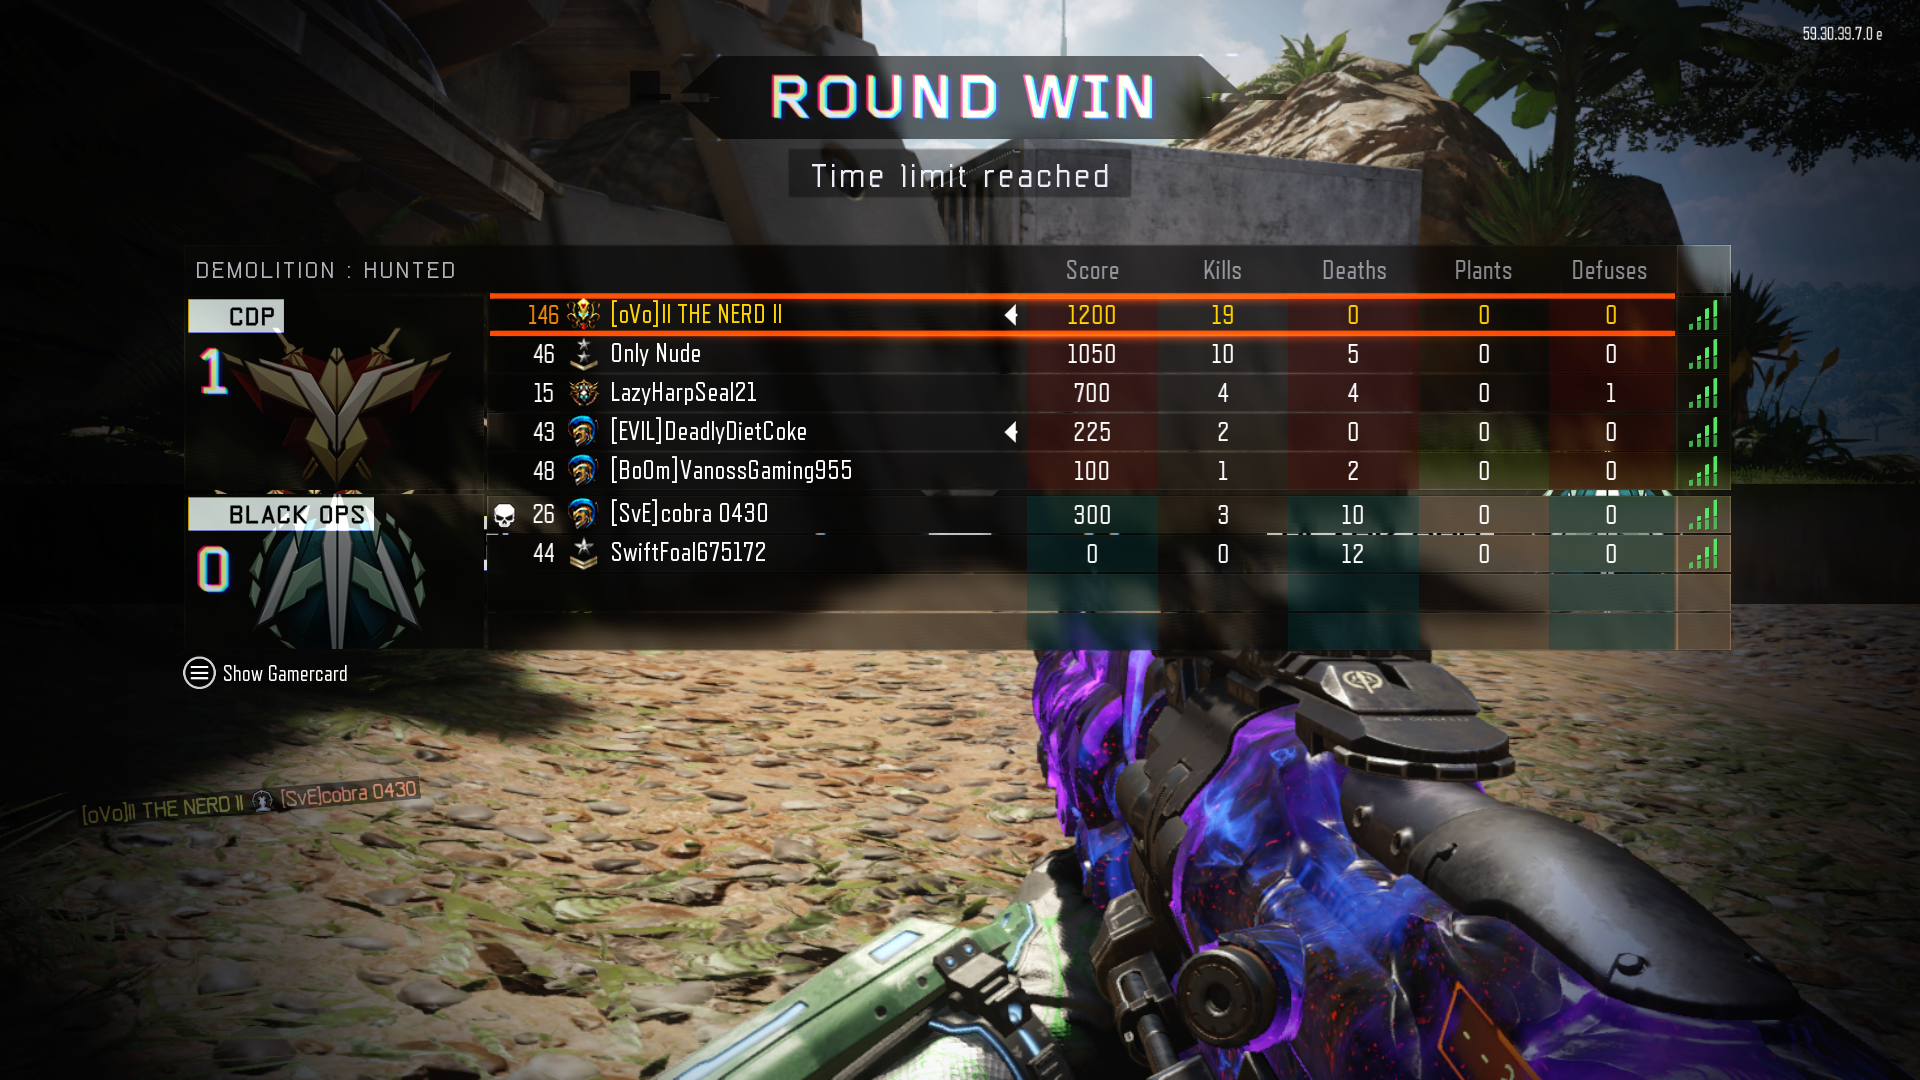 59.30.39.7.0 e
ROUND WIN
Time limit reached
DEMOLITION : HUNTED Score Kills Deaths Plants Defuses
CDP
1
146 [oVo]II THE NERD II 1200 19 0 0 0
46 Only Nude 1050 10 5 0 0
15 LazyHarpSeal21 700 4 4 0 1
43 [EVIL]DeadlyDietCoke 225 2 0 0 0
48 [BoOm]VanossGaming955 100 1 2 0 0
BLACK OPS
0
26 [SvE]cobra 0430 300 3 10 0 0
44 SwiftFoal675172 0 0 12 0 0
Show Gamercard
[oVo]II THE NERD II [SvE]cobra 0430